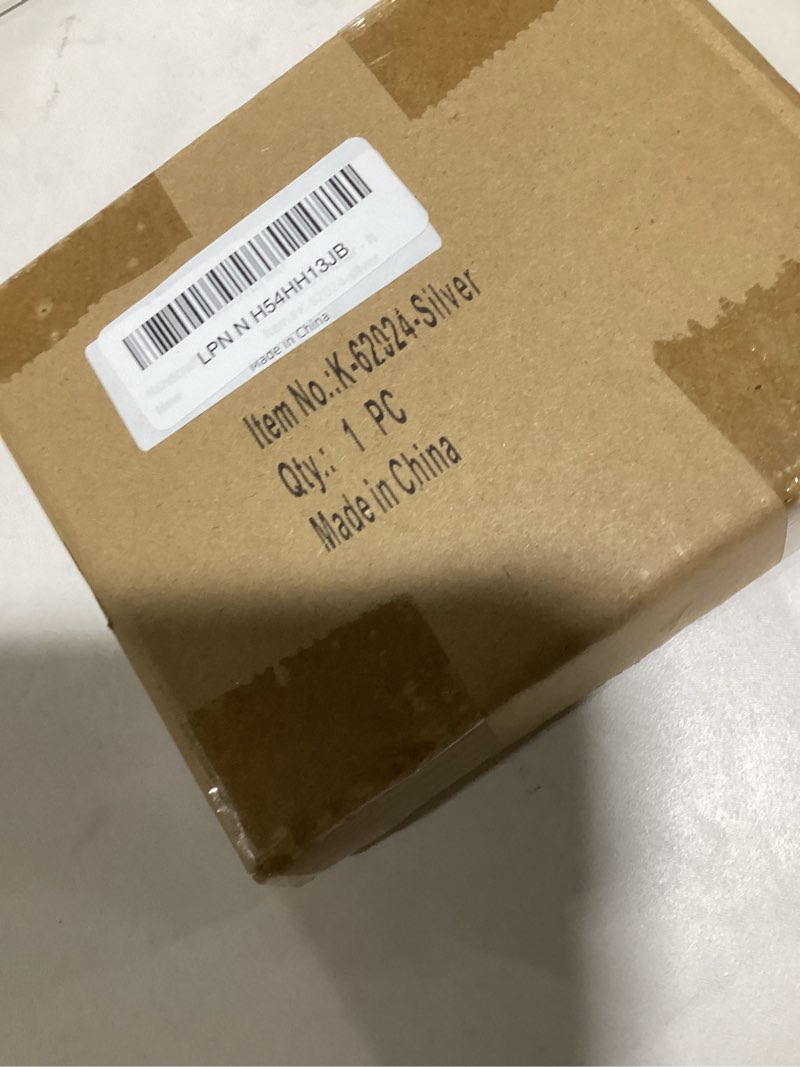 LPN N H54HH13JB
Made in China
Item No.:K-62924-Silver
Qty.: 1 PC
Made in China